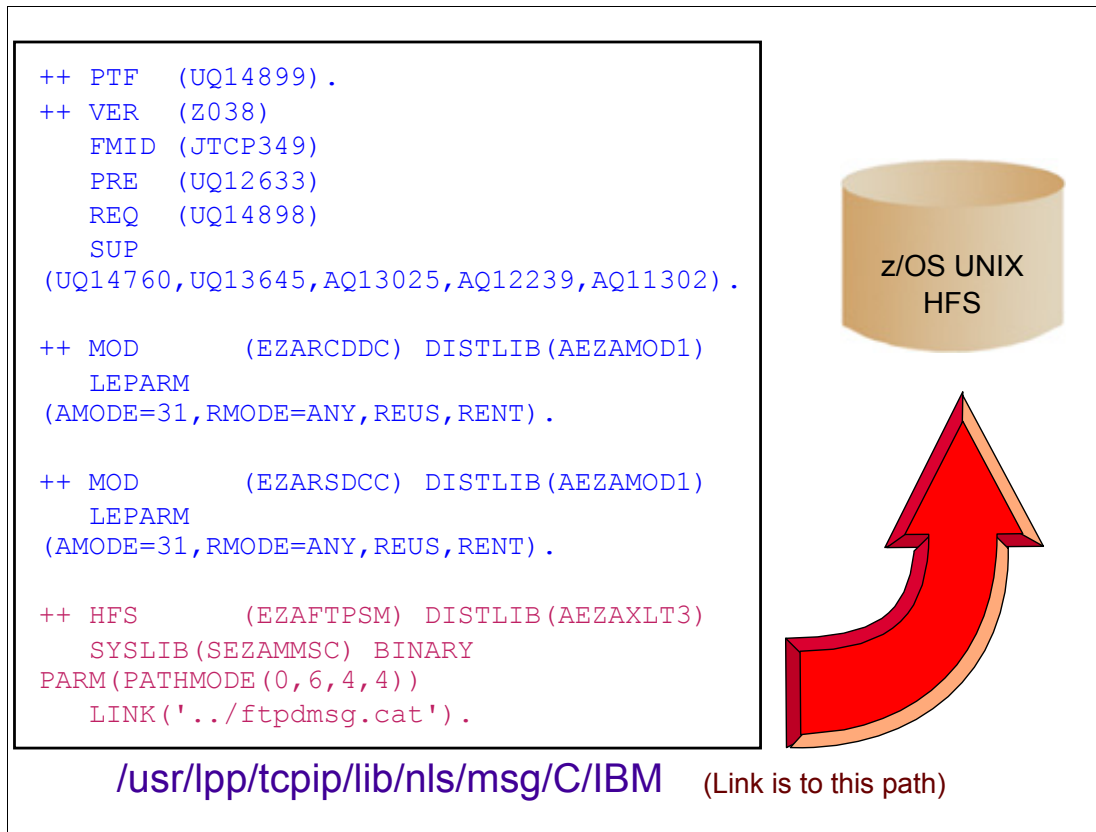 ++ PTF (UQ14899).
++ VER (Z038)
FMID (JTCP349)
PRE (UQ12633)
REQ (UQ14898)
SUP
(UQ14760,UQ13645,AQ13025,AQ12239,AQ11302).
++ MOD (EZARCDDC) DISTLIB(AEZAMOD1)
LEPARM
(AMODE=31,RMODE=ANY,REUS,RENT).
++ MOD (EZARSDCC) DISTLIB(AEZAMOD1)
LEPARM
(AMODE=31,RMODE=ANY,REUS,RENT).
++ HFS (EZAFTPSM) DISTLIB(AEZAXLT3)
SYSLIB(SEZAMMSC) BINARY
PARM(PATHMODE(0,6,4,4))
LINK('../ftpdmsg.cat').
z/OS UNIX
HFS
/usr/lpp/tcpip/lib/nls/msg/C/IBM (Link is to this path)